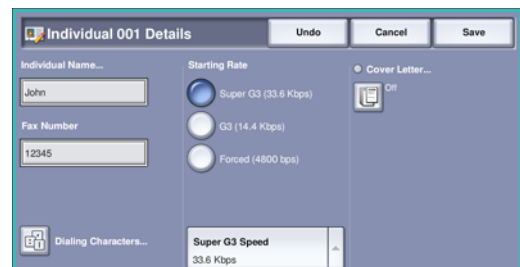 Individual 001 Details
Undo
Cancel
Save
Individual Name...
John
Fax Number
12345
Dialing Characters...
Starting Rate
Super G3 (33.6 Kbps)
G3 (14.4 Kbps)
Forced (4800 bps)
Super G3 Speed
33.6 Kbps
Cover Letter...
Off